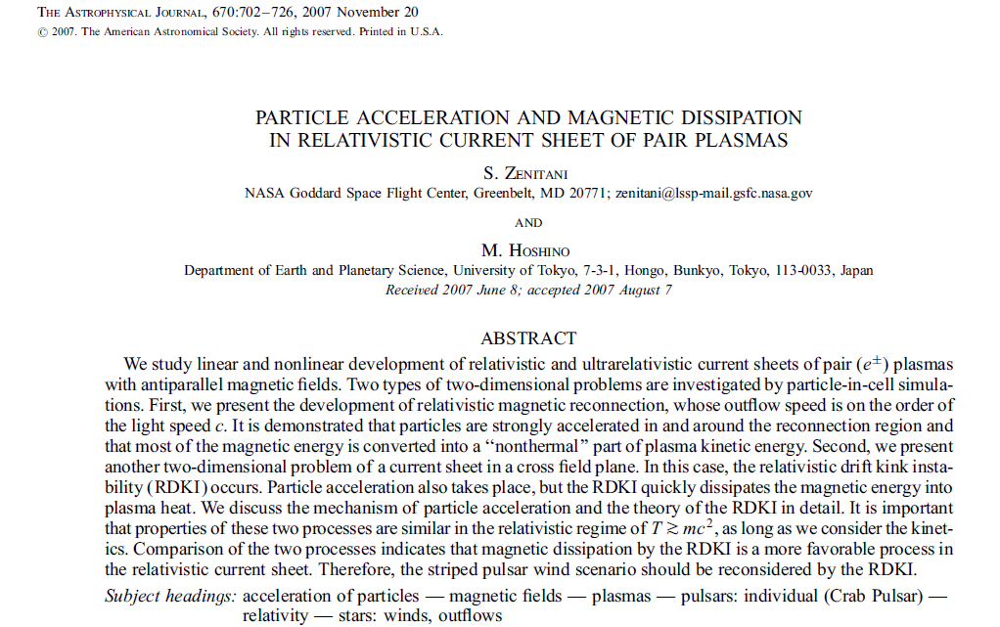 THE ASTROPHYSICAL JOURNAL, 670:702–726, 2007 November 20
© 2007. The American Astronomical Society. All rights reserved. Printed in U.S.A.
PARTICLE ACCELERATION AND MAGNETIC DISSIPATION
IN RELATIVISTIC CURRENT SHEET OF PAIR PLASMAS
S. ZENITANI
NASA Goddard Space Flight Center, Greenbelt, MD 20771; zenitani@lssp-mail.gsfc.nasa.gov
AND
M. HOSHINO
Department of Earth and Planetary Science, University of Tokyo, 7-3-1, Hongo, Bunkyo, Tokyo, 113-0033, Japan
Received 2007 June 8; accepted 2007 August 7
ABSTRACT
We study linear and nonlinear development of relativistic and ultrarelativistic current sheets of pair (e±) plasmas
with antiparallel magnetic fields. Two types of two-dimensional problems are investigated by particle-in-cell simula-
tions. First, we present the development of relativistic magnetic reconnection, whose outflow speed is on the order of
the light speed c. It is demonstrated that particles are strongly accelerated in and around the reconnection region and
that most of the magnetic energy is converted into a ‘‘nonthermal’’ part of plasma kinetic energy. Second, we present
another two-dimensional problem of a current sheet in a cross field plane. In this case, the relativistic drift kink insta-
bility (RDKI) occurs. Particle acceleration also takes place, but the RDKI quickly dissipates the magnetic energy into
plasma heat. We discuss the mechanism of particle acceleration and the theory of the RDKI in detail. It is important
that properties of these two processes are similar in the relativistic regime of T ≳ mc², as long as we consider the kinet-
ics. Comparison of the two processes indicates that magnetic dissipation by the RDKI is a more favorable process in
the relativistic current sheet. Therefore, the striped pulsar wind scenario should be reconsidered by the RDKI.
Subject headings: acceleration of particles — magnetic fields — plasmas — pulsars: individual (Crab Pulsar) —
relativity — stars: winds, outflows